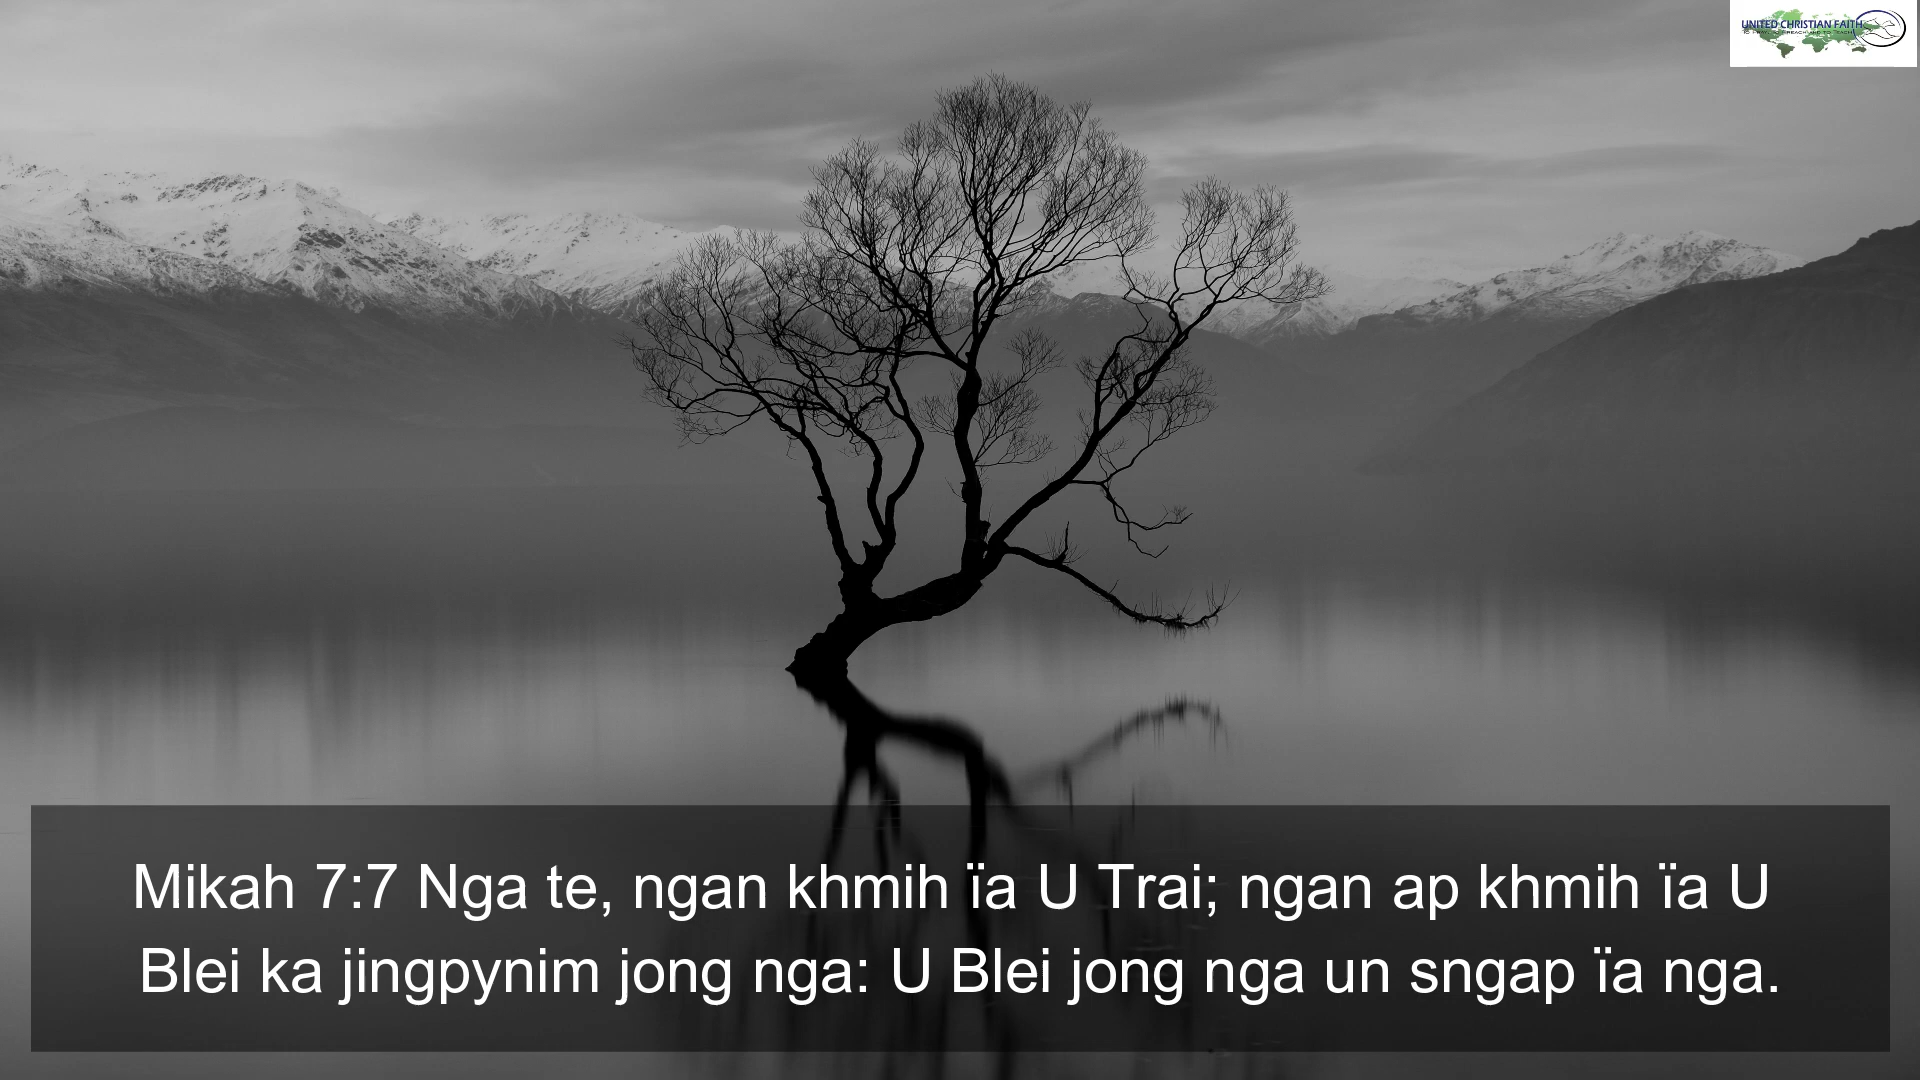 UNITED CHRISTIAN FAITH
Mikah 7:7 Nga te, ngan khmih ïa U Trai; ngan ap khmih ïa U
Blei ka jingpynim jong nga: U Blei jong nga un sngap ïa nga.